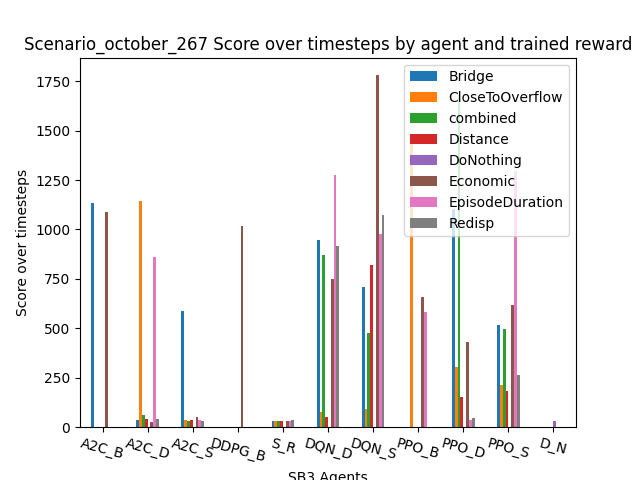 Scenario_october_267 Score over timesteps by agent and trained reward
Score over timesteps
1750
1500
1250
1000
750
500
250
0
Bridge
CloseToOverflow
combined
Distance
DoNothing
Economic
EpisodeDuration
Redisp
A2C_B
A2C_D
A2C_S
DDPG_B
S_R
DQN_D
DQN_S
PPO_B
PPO_D
PPO_S
D_N
SB3 Agents